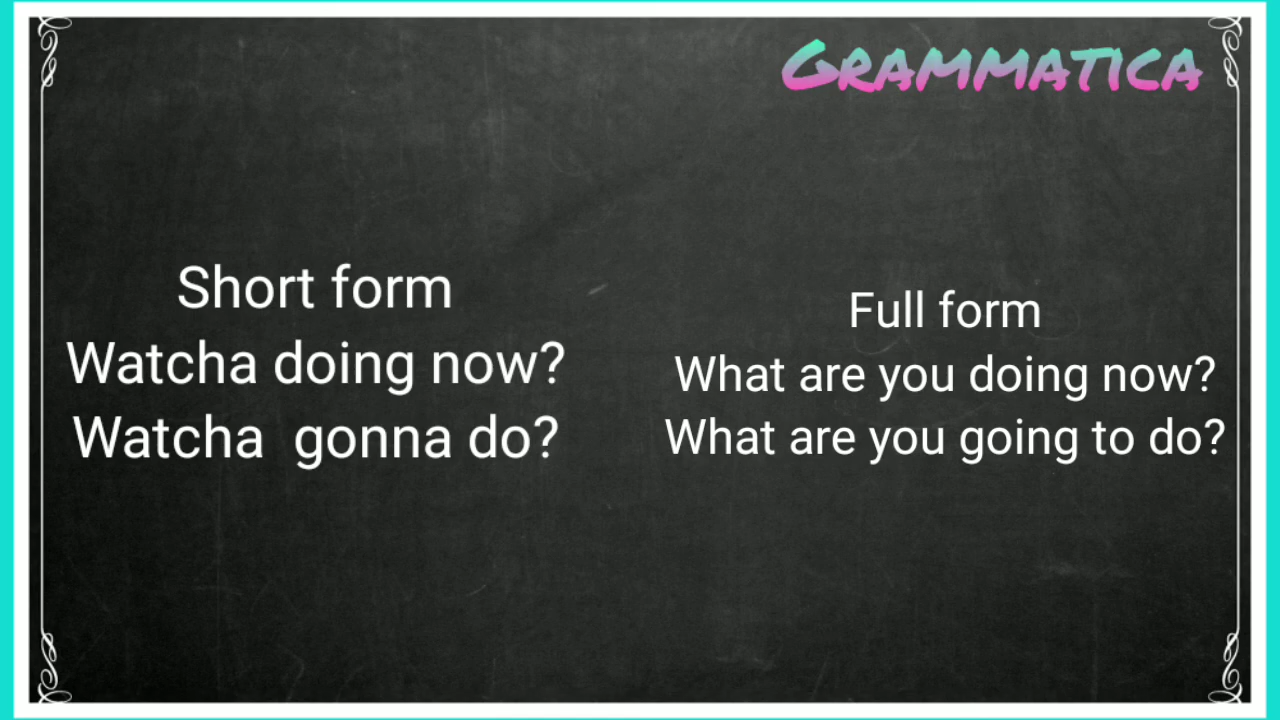 GRAMMATICA
Short form
Watcha doing now?
Watcha gonna do?
Full form
What are you doing now?
What are you going to do?